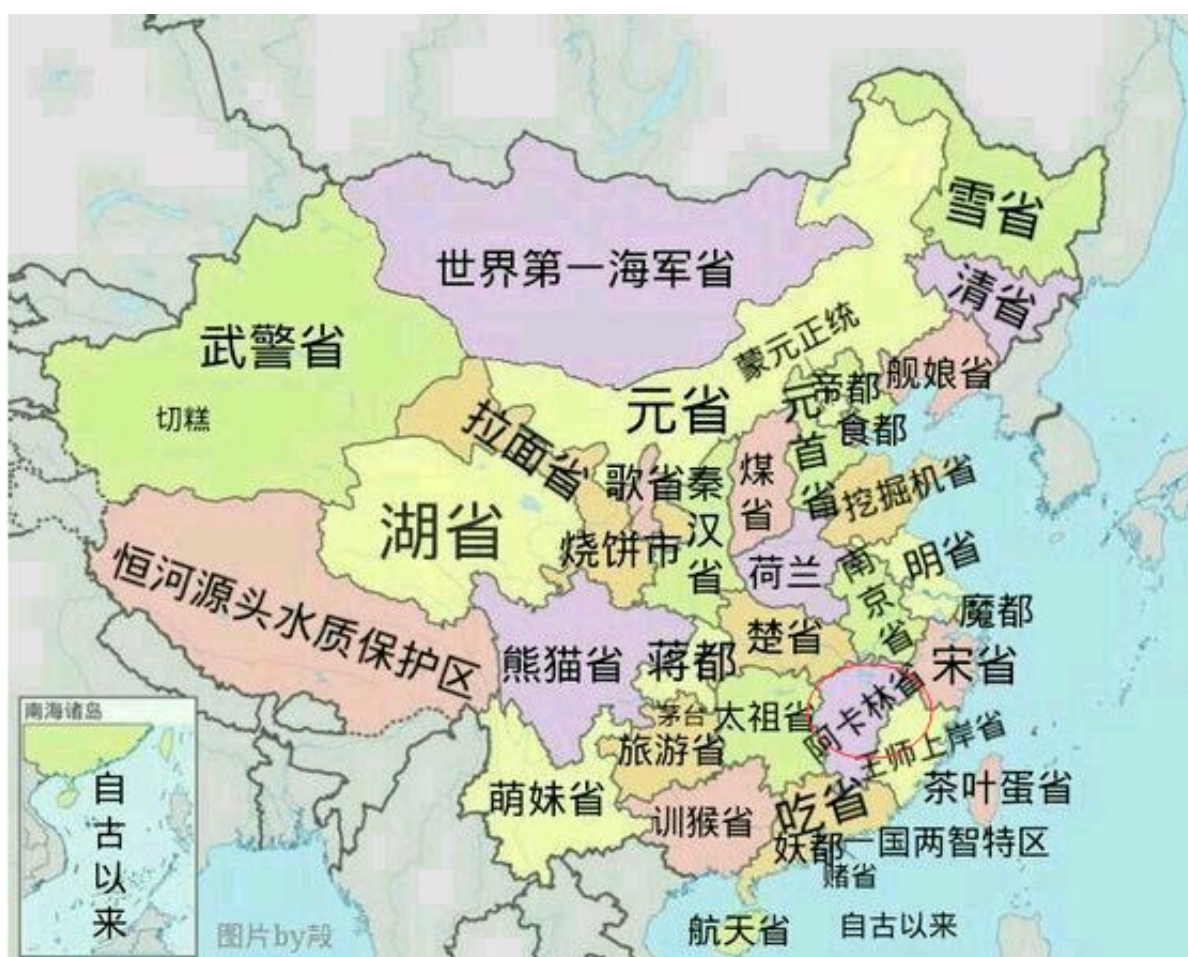 雪省
世界第一海军省
清省
武警省
蒙元正统
舰娘省
帝都
元省
元首省
食都
切糕
拉面省
歌省
秦汉省
煤省
挖掘机省
湖省
烧饼市
荷兰
南京省
明省
恒河源头水质保护区
魔都
熊猫省
蒋都
楚省
宋省
阿卡林省
南海诸岛
茅台
太祖省
王师上岸省
旅游省
自古以来
萌妹省
训猴省
吃省
茶叶蛋省
妖都
一国两智特区
赌省
航天省
自古以来
图片by殸